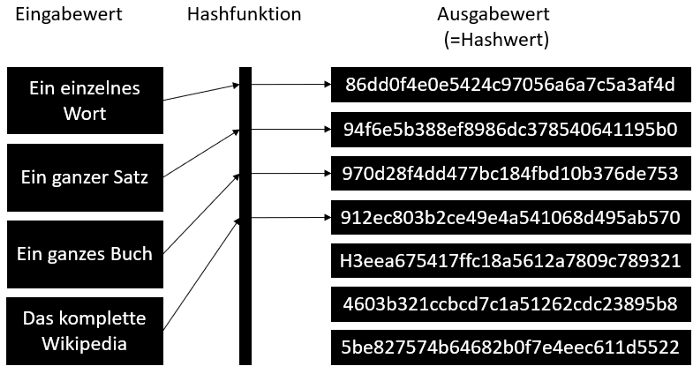 Eingabewert
Hashfunktion
Ausgabewert
(=Hashwert)
Ein einzelnes
Wort
Ein ganzer Satz
Ein ganzes Buch
Das komplette
Wikipedia
86dd0f4e0e5424c97056a6a7c5a3af4d
94f6e5b388ef8986dc378540641195b0
970d28f4dd477bc184fbd10b376de753
912ec803b2ce49e4a541068d495ab570
H3eea675417ffc18a5612a7809c789321
4603b321ccbcd7c1a51262cdc23895b8
5be827574b64682b0f7e4eec611d5522